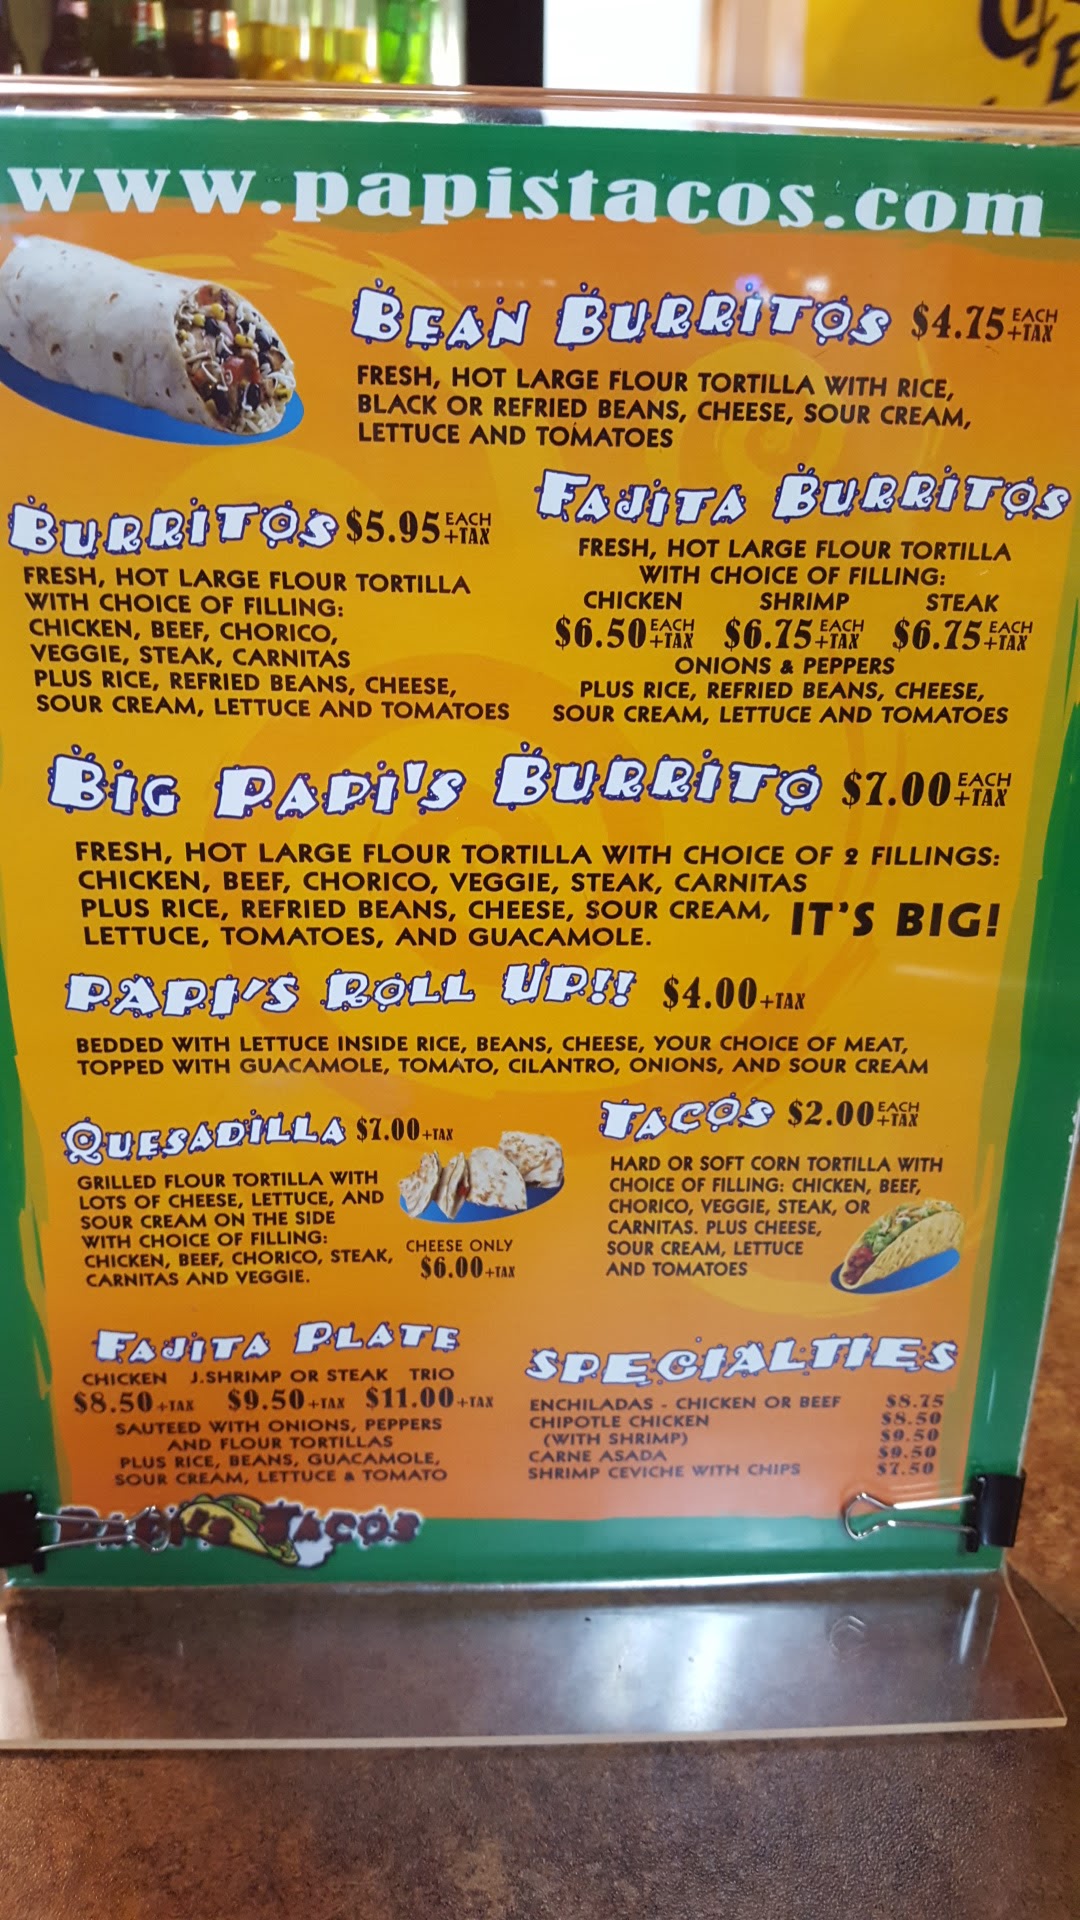 www.papistacos.com
BEAN BURRITOS $4.75 EACH +TAX
FRESH, HOT LARGE FLOUR TORTILLA WITH RICE,
BLACK OR REFRIED BEANS, CHEESE, SOUR CREAM,
LETTUCE AND TOMATOES
BURRITOS $5.95 EACH +TAX
FRESH, HOT LARGE FLOUR TORTILLA
WITH CHOICE OF FILLING:
CHICKEN, BEEF, CHORICO,
VEGGIE, STEAK, CARNITAS
PLUS RICE, REFRIED BEANS, CHEESE,
SOUR CREAM, LETTUCE AND TOMATOES
FAJITA BURRITOS
FRESH, HOT LARGE FLOUR TORTILLA
WITH CHOICE OF FILLING:
CHICKEN SHRIMP STEAK
$6.50 EACH +TAX $6.75 EACH +TAX $6.75 EACH +TAX
ONIONS & PEPPERS
PLUS RICE, REFRIED BEANS, CHEESE,
SOUR CREAM, LETTUCE AND TOMATOES
BIG PAPI'S BURRITO $7.00 EACH +TAX
FRESH, HOT LARGE FLOUR TORTILLA WITH CHOICE OF 2 FILLINGS:
CHICKEN, BEEF, CHORICO, VEGGIE, STEAK, CARNITAS
PLUS RICE, REFRIED BEANS, CHEESE, SOUR CREAM,
LETTUCE, TOMATOES, AND GUACAMOLE.
IT'S BIG!
PAPI'S ROLL UP!! $4.00 +TAX
BEDDED WITH LETTUCE INSIDE RICE, BEANS, CHEESE, YOUR CHOICE OF MEAT,
TOPPED WITH GUACAMOLE, TOMATO, CILANTRO, ONIONS, AND SOUR CREAM
QUESADILLA $7.00 +TAX
GRILLED FLOUR TORTILLA WITH
LOTS OF CHEESE, LETTUCE, AND
SOUR CREAM ON THE SIDE
WITH CHOICE OF FILLING:
CHICKEN, BEEF, CHORICO, STEAK,
CARNITAS AND VEGGIE.
CHEESE ONLY
$6.00 +TAX
TACOS $2.00 EACH +TAX
HARD OR SOFT CORN TORTILLA WITH
CHOICE OF FILLING: CHICKEN, BEEF,
CHORICO, VEGGIE, STEAK, OR
CARNITAS. PLUS CHEESE,
SOUR CREAM, LETTUCE
AND TOMATOES
FAJITA PLATE
CHICKEN J.SHRIMP OR STEAK TRIO
$8.50 +TAX $9.50 +TAX $11.00 +TAX
SAUTEED WITH ONIONS, PEPPERS
AND FLOUR TORTILLAS
PLUS RICE, BEANS, GUACAMOLE,
SOUR CREAM, LETTUCE & TOMATO
SPECIALTIES
ENCHILADAS - CHICKEN OR BEEF $8.75
CHIPOTLE CHICKEN $8.50
(WITH SHRIMP) $9.50
CARNE ASADA $9.50
SHRIMP CEVICHE WITH CHIPS $7.50
PAPI'S TACOS